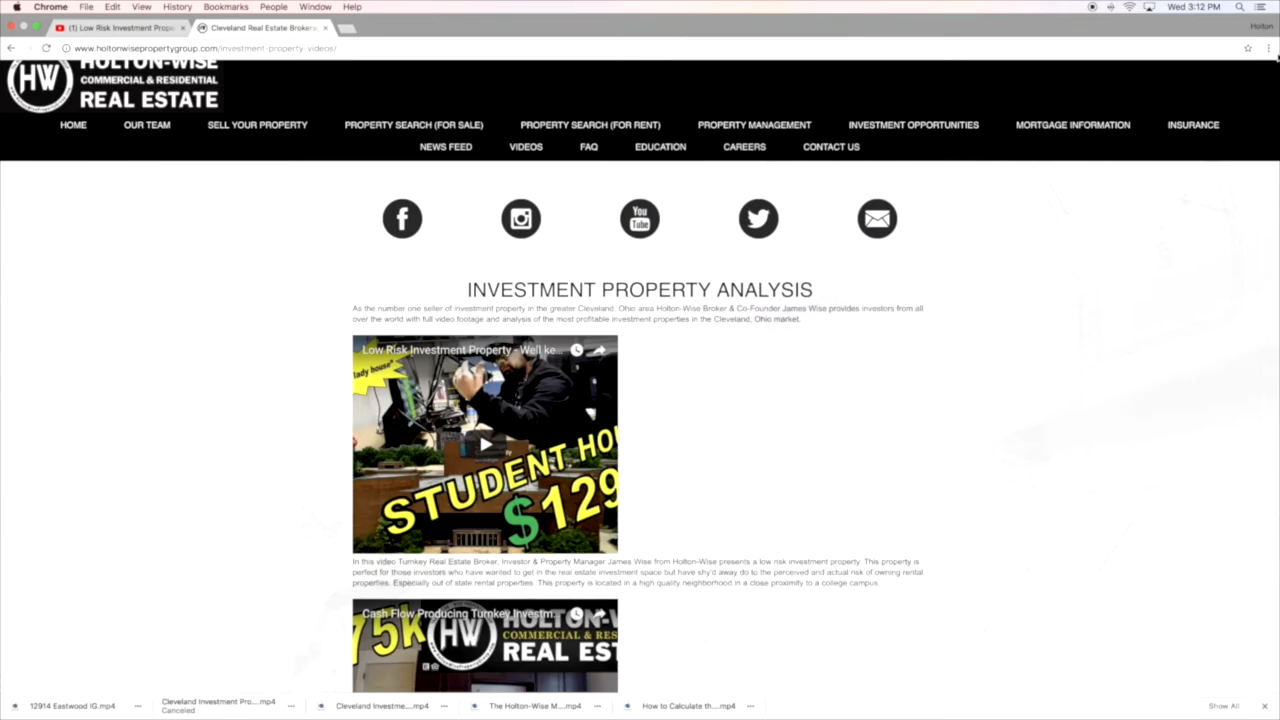 Chrome File Edit View History Bookmarks People Window Help Wed 3:12 PM
(1) Low Risk Investment Prope Cleveland Real Estate Brokers, Holton
www.holtonwisepropertygroup.com/investment-property-videos/
HW HOLTON-WISE
COMMERCIAL & RESIDENTIAL
REAL ESTATE
HOME OUR TEAM SELL YOUR PROPERTY PROPERTY SEARCH (FOR SALE) PROPERTY SEARCH (FOR RENT) PROPERTY MANAGEMENT INVESTMENT OPPORTUNITIES MORTGAGE INFORMATION INSURANCE
NEWS FEED VIDEOS FAQ EDUCATION CAREERS CONTACT US
You
Tube
INVESTMENT PROPERTY ANALYSIS
As the number one seller of investment property in the greater Cleveland, Ohio area Holton-Wise Broker & Co-Founder James Wise provides investors from all
over the world with full video footage and analysis of the most profitable investment properties in the Cleveland, Ohio market.
Low Risk Investment Property - Well ke...
lady house"
STUDENT HOU
$129
In this video Turnkey Real Estate Broker, Investor & Property Manager James Wise from Holton-Wise presents a low risk investment property. This property is
perfect for those investors who have wanted to get in the real estate investment space but have shy'd away do to the perceived and actual risk of owning rental
properties. Especially out of state rental properties. This property is located in a high quality neighborhood in a close proximity to a college campus.
Cash Flow Producing Turnkey Investm...
75k HW HOLTON-W
COMMERCIAL & RES
REAL EST
12914 Eastwood IG.mp4 Cleveland Investment Pro....mp4 Cleveland Investme....mp4 The Holton-Wise M....mp4 How to Calculate th....mp4 Show All
Canceled